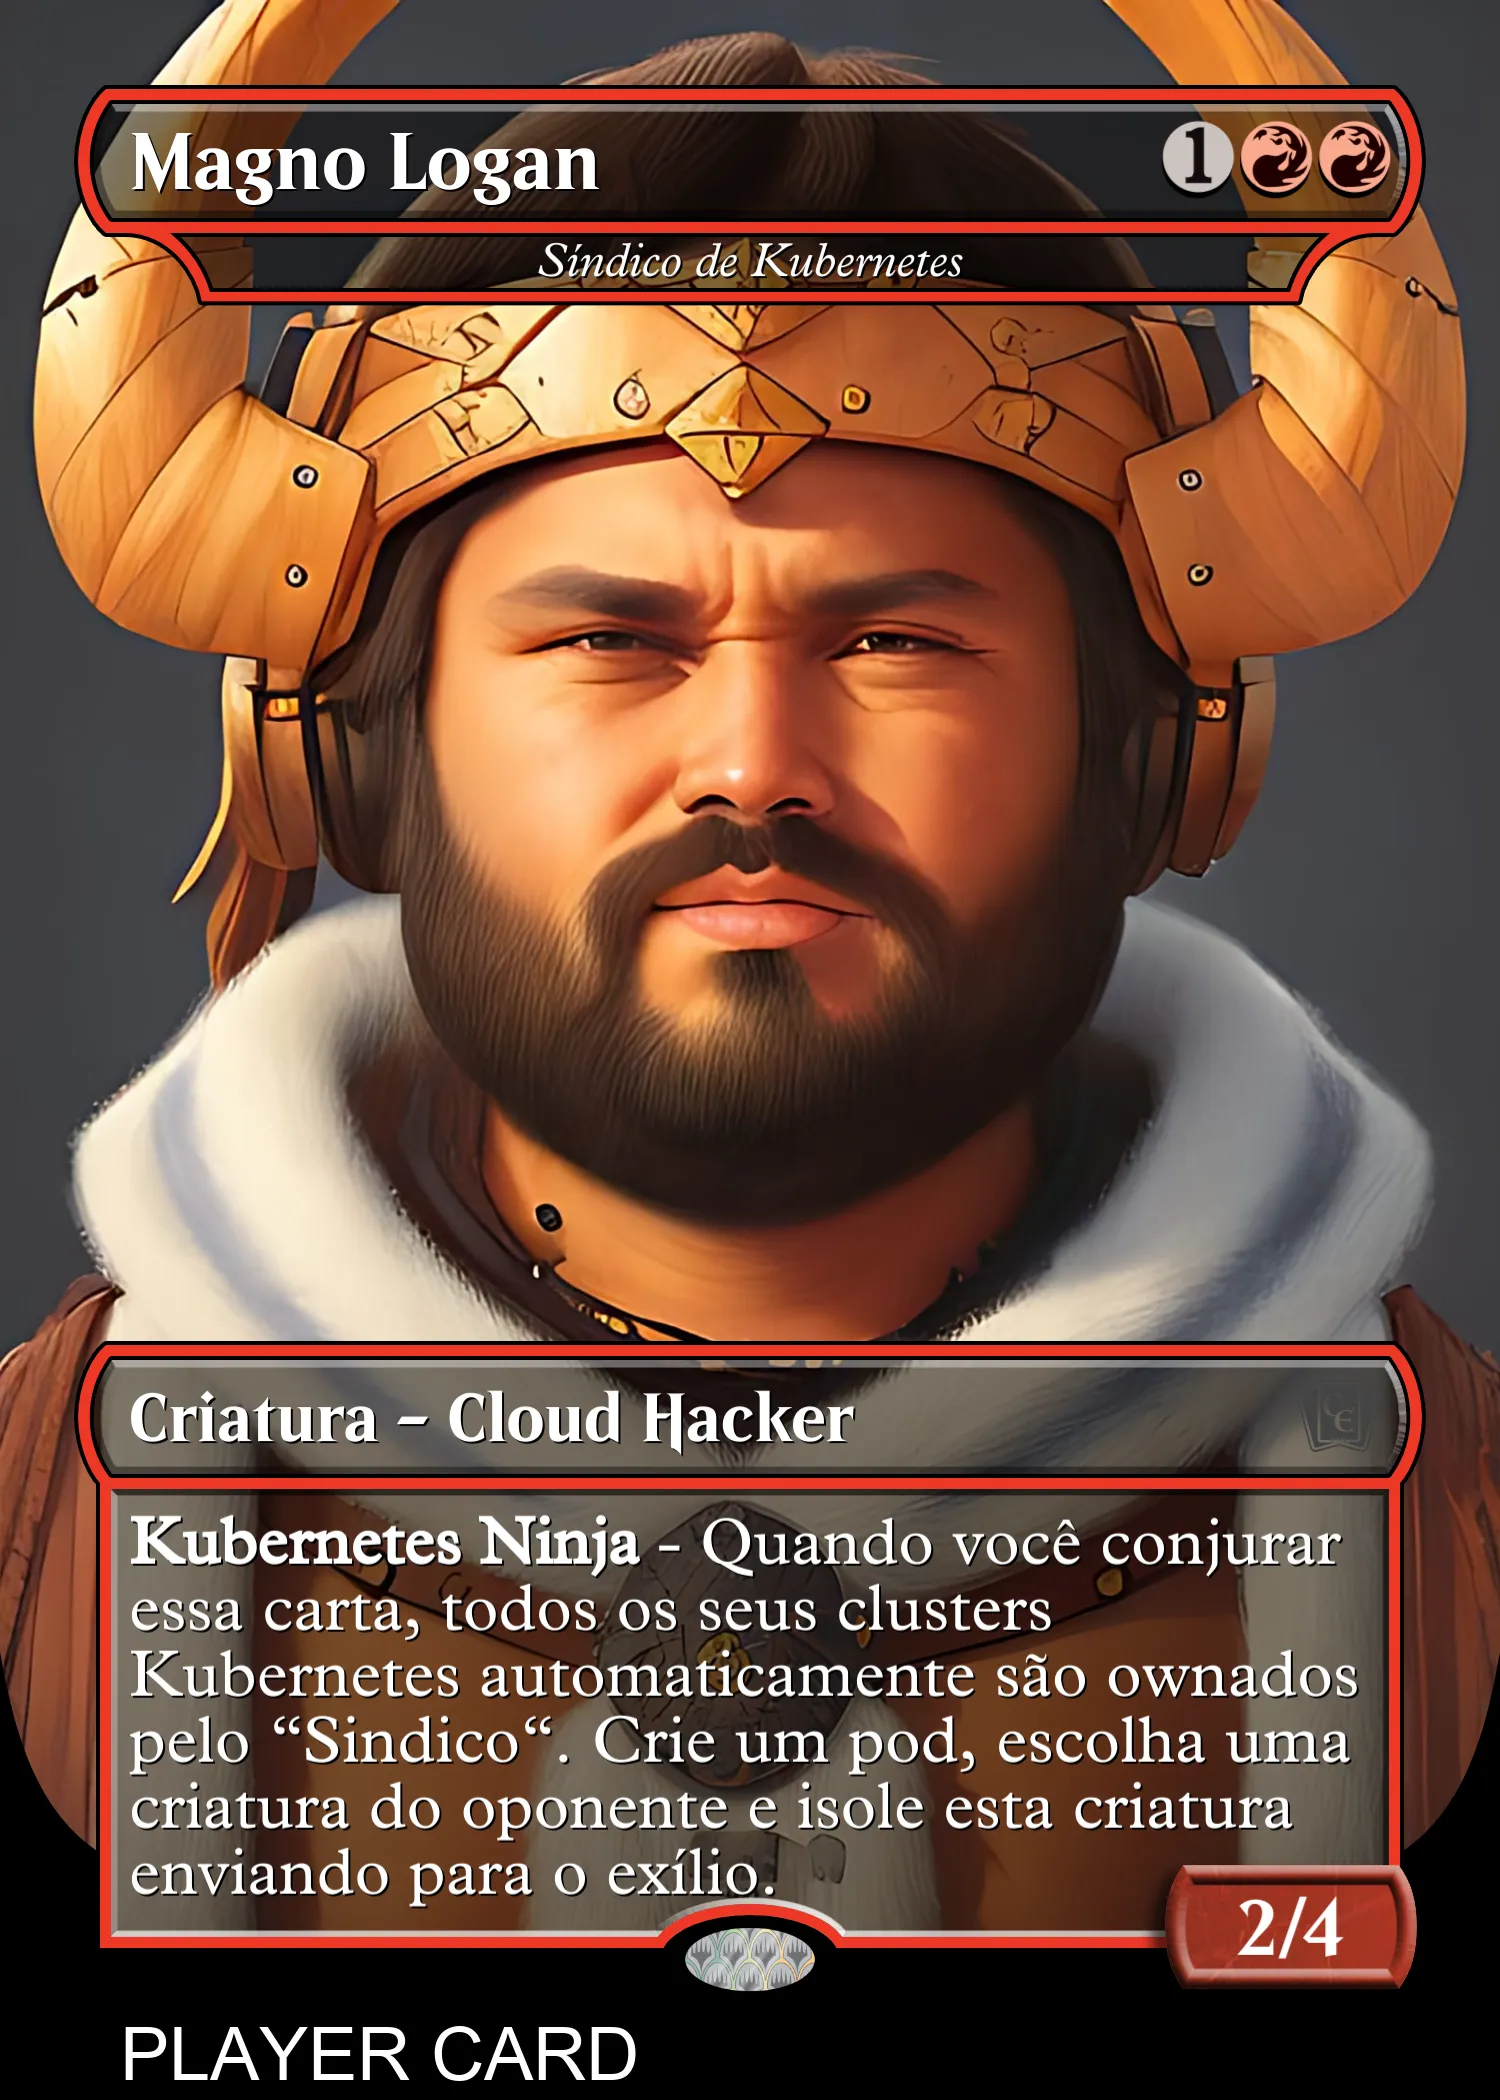 Magno Logan 1
Síndico de Kubernetes
Criatura – Cloud Hacker
Kubernetes Ninja - Quando você conjurar
essa carta, todos os seus clusters
Kubernetes automaticamente são ownados
pelo “Sindico“. Crie um pod, escolha uma
criatura do oponente e isole esta criatura
enviando para o exílio.
2/4
PLAYER CARD